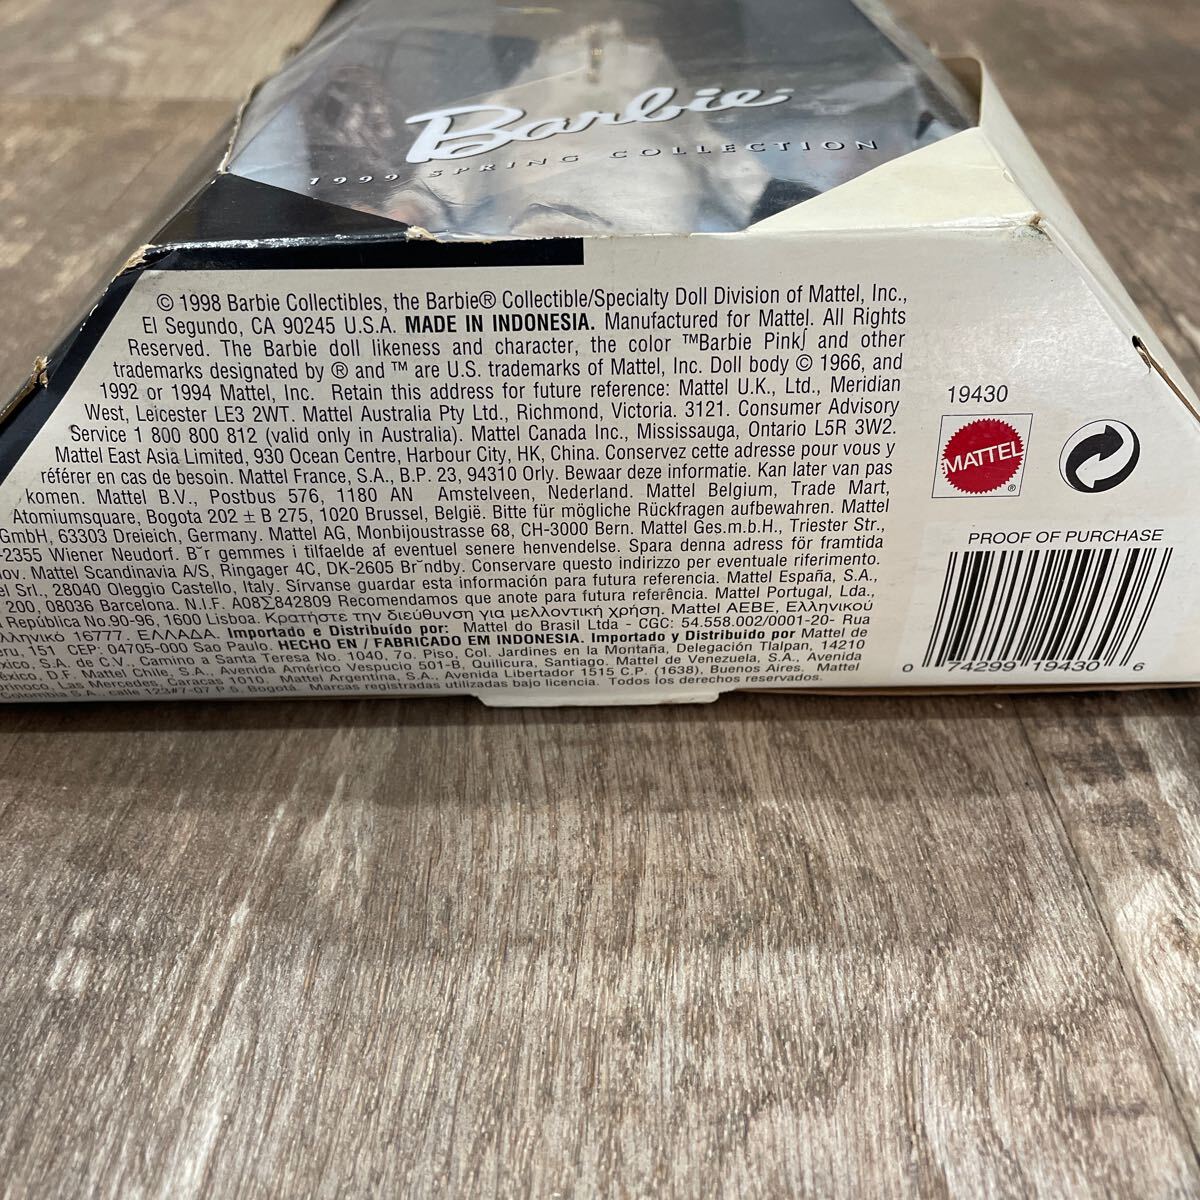 Barbie
1999 SPRING COLLECTION
© 1998 Barbie Collectibles, the Barbie® Collectible/Specialty Doll Division of Mattel, Inc.,
El Segundo, CA 90245 U.S.A. MADE IN INDONESIA. Manufactured for Mattel. All Rights
Reserved. The Barbie doll likeness and character, the color ™Barbie Pink∫ and other
trademarks designated by ® and ™ are U.S. trademarks of Mattel, Inc. Doll body © 1966, and
1992 or 1994 Mattel, Inc. Retain this address for future reference: Mattel U.K., Ltd., Meridian
West, Leicester LE3 2WT. Mattel Australia Pty Ltd., Richmond, Victoria. 3121. Consumer Advisory
Service 1 800 800 812 (valid only in Australia). Mattel Canada Inc., Mississauga, Ontario L5R 3W2.
Mattel East Asia Limited, 930 Ocean Centre, Harbour City, HK, China. Conservez cette adresse pour vous y
référer en cas de besoin. Mattel France, S.A., B.P. 23, 94310 Orly. Bewaar deze informatie. Kan later van pas
komen. Mattel B.V., Postbus 576, 1180 AN Amstelveen, Nederland. Mattel Belgium, Trade Mart,
Atomiumsquare, Bogota 202 ± B 275, 1020 Brussel, België. Bitte für mögliche Rückfragen aufbewahren. Mattel
GmbH, 63303 Dreieich, Germany. Mattel AG, Monbijoustrasse 68, CH-3000 Bern. Mattel Ges.m.b.H., Triester Str.,
-2355 Wiener Neudorf. B¨r gemmes i tilfaelde af eventuel senere henvendelse. Spara denna adress för framtida
Mattel Scandinavia A/S, Ringager 4C, DK-2605 Br¨ndby. Conservare questo indirizzo per eventuale riferimento.
Srl., 28040 Oleggio Castello, Italy. Sírvanse guardar esta información para futura referencia. Mattel España, S.A.,
200, 08036 Barcelona. N.I.F. A08∑842809 Recomendamos que anote para futura referência. Mattel Portugal, Lda.,
República No.90-96, 1600 Lisboa. Κρατήστε την διεύθυνση για μελλοντική χρήση. Mattel AEBE, Ελληνικού
16777. ΕΛΛΑΔΑ. Importado e Distribuído por: Mattel do Brasil Ltda - CGC: 54.558.002/0001-20- Rua
151 CEP: 04705-000 Sao Paulo. HECHO EN / FABRICADO EM INDONESIA. Importado y Distribuido por Mattel de
S.A. de C.V., Camino a Santa Teresa No. 1040, 7o. Piso, Col. Jardines en la Montaña, Delegación Tlalpan, 14210
D.F. Mattel Chile, S.A., Avenida Américo Vespucio 501-B, Quilicura, Santiago. Mattel de Venezuela, S.A., Avenida
Las Mercedes, Caracas 1010. Mattel Argentina, S.A., Avenida Libertador 1515 C.P. (1638), Buenos Aires. Mattel
S.A., calle 123#7-07 P.5, Bogotá. Marcas registradas utilizadas bajo licencia. Todos los derechos reservados.
19430
MATTEL
®
PROOF OF PURCHASE
0 74299 19430 6